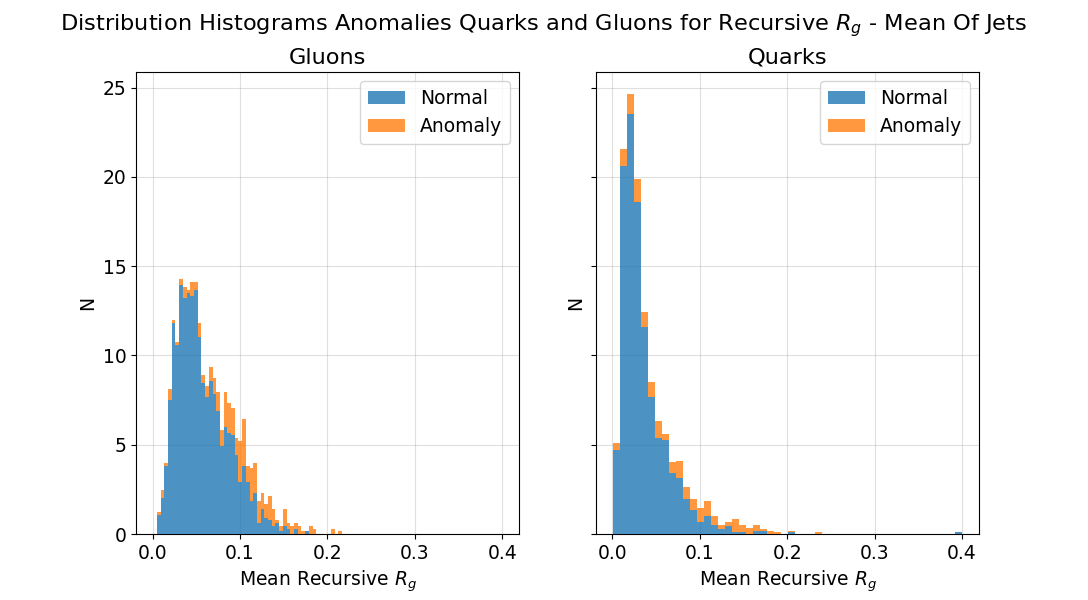 Distribution Histograms Anomalies Quarks and Gluons for Recursive $R_g$ - Mean Of Jets
Gluons
Quarks
Normal
Anomaly
Normal
Anomaly
25
20
15
10
5
0
N
N
0.0 0.1 0.2 0.3 0.4
0.0 0.1 0.2 0.3 0.4
Mean Recursive $R_g$
Mean Recursive $R_g$